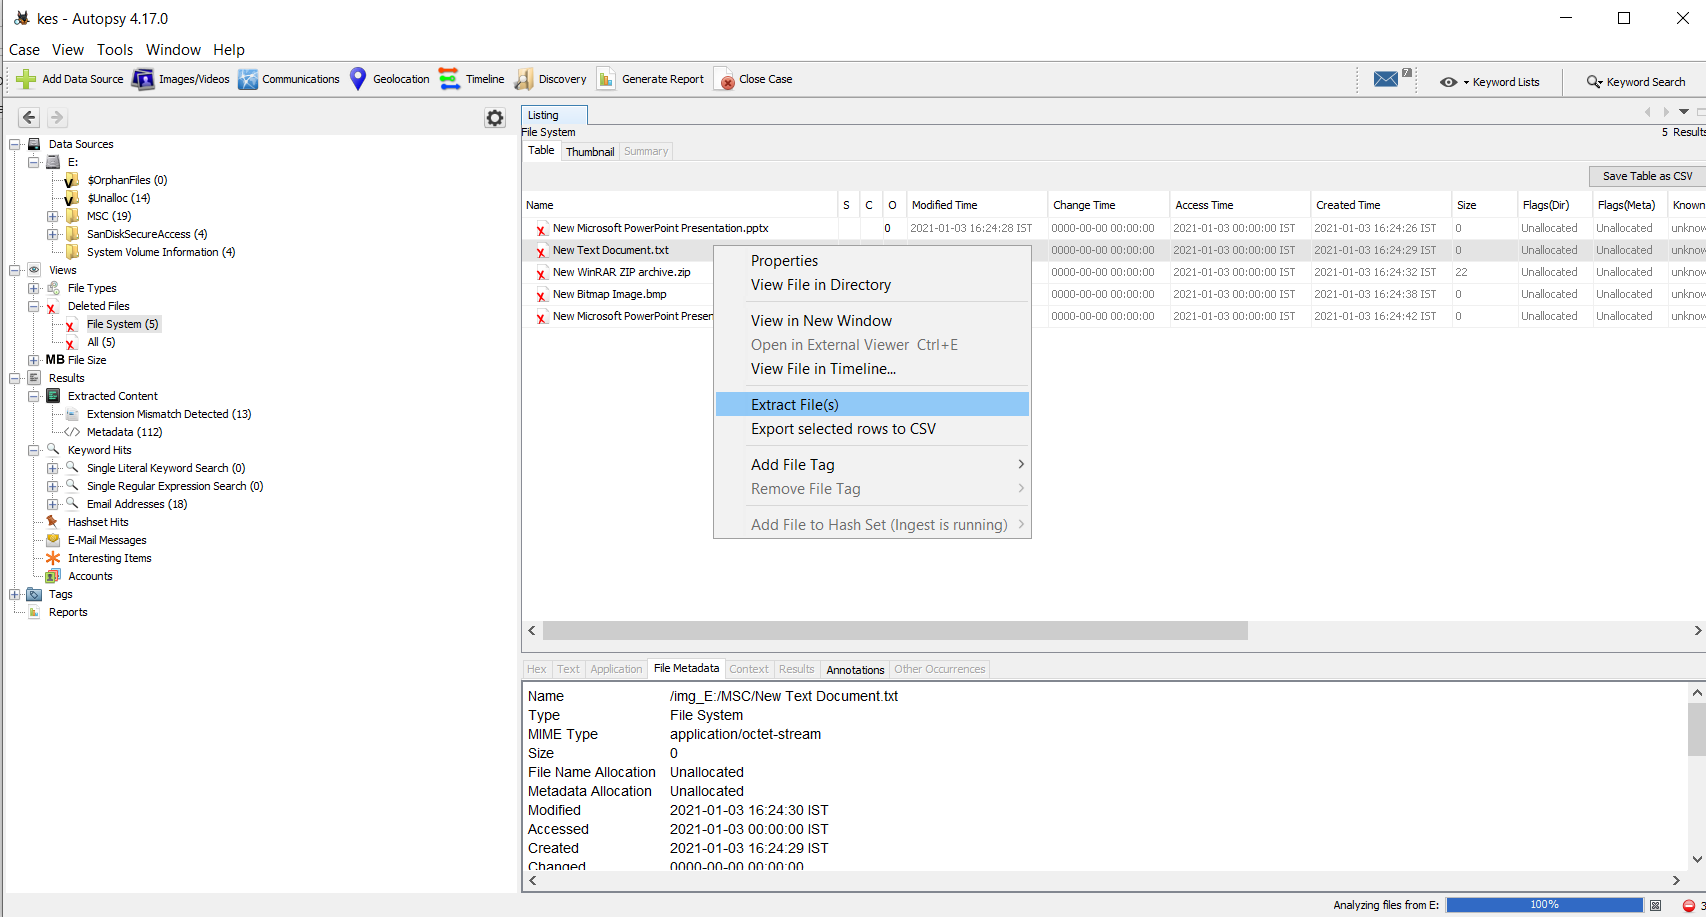 kes - Autopsy 4.17.0
Case View Tools Window Help
Add Data Source Images/Videos Communications Geolocation Timeline Discovery Generate Report Close Case 7 Keyword Lists Keyword Search
Data Sources
E:
$OrphanFiles (0)
$Unalloc (14)
MSC (19)
SanDiskSecureAccess (4)
System Volume Information (4)
Views
File Types
Deleted Files
File System (5)
All (5)
MB File Size
Results
Extracted Content
Extension Mismatch Detected (13)
Metadata (112)
Keyword Hits
Single Literal Keyword Search (0)
Single Regular Expression Search (0)
Email Addresses (18)
Hashset Hits
E-Mail Messages
Interesting Items
Accounts
Tags
Reports
Listing
File System 5 Results
Table Thumbnail Summary
Save Table as CSV
Name S C O Modified Time Change Time Access Time Created Time Size Flags(Dir) Flags(Meta) Known
New Microsoft PowerPoint Presentation.pptx 0 2021-01-03 16:24:28 IST 0000-00-00 00:00:00 2021-01-03 00:00:00 IST 2021-01-03 16:24:26 IST 0 Unallocated Unallocated unknow
New Text Document.txt 0000-00-00 00:00:00 2021-01-03 00:00:00 IST 2021-01-03 16:24:29 IST 0 Unallocated Unallocated unknow
New WinRAR ZIP archive.zip 0000-00-00 00:00:00 2021-01-03 00:00:00 IST 2021-01-03 16:24:32 IST 22 Unallocated Unallocated unknow
New Bitmap Image.bmp 0000-00-00 00:00:00 2021-01-03 00:00:00 IST 2021-01-03 16:24:38 IST 0 Unallocated Unallocated unknow
New Microsoft PowerPoint Presen 0000-00-00 00:00:00 2021-01-03 00:00:00 IST 2021-01-03 16:24:42 IST 0 Unallocated Unallocated unknow
Properties
View File in Directory
View in New Window
Open in External Viewer Ctrl+E
View File in Timeline...
Extract File(s)
Export selected rows to CSV
Add File Tag
Remove File Tag
Add File to Hash Set (Ingest is running)
Hex Text Application File Metadata Context Results Annotations Other Occurrences
Name /img_E:/MSC/New Text Document.txt
Type File System
MIME Type application/octet-stream
Size 0
File Name Allocation Unallocated
Metadata Allocation Unallocated
Modified 2021-01-03 16:24:30 IST
Accessed 2021-01-03 00:00:00 IST
Created 2021-01-03 16:24:29 IST
Changed 0000-00-00 00:00:00
Analyzing files from E: 100% 3